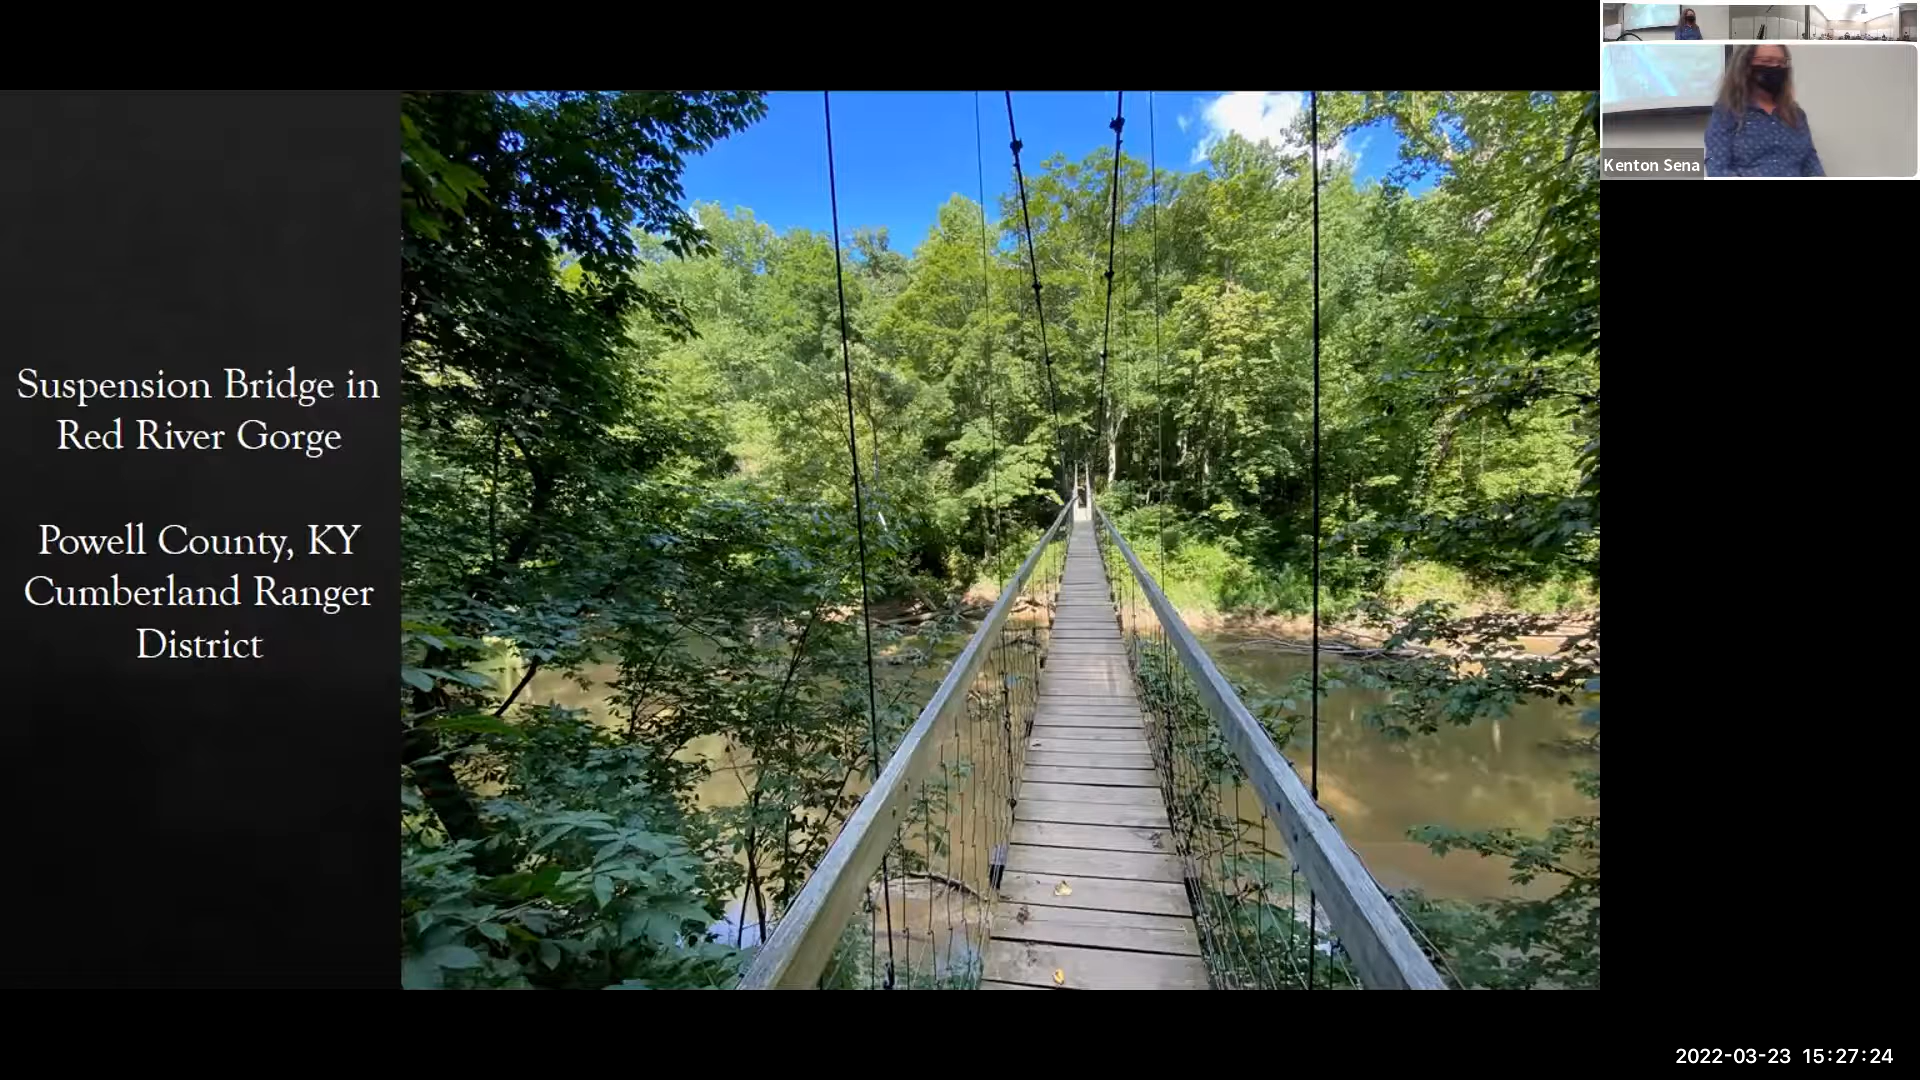 Suspension Bridge in
Red River Gorge
Powell County, KY
Cumberland Ranger
District
Kenton Sena
2022-03-23 15:27:24